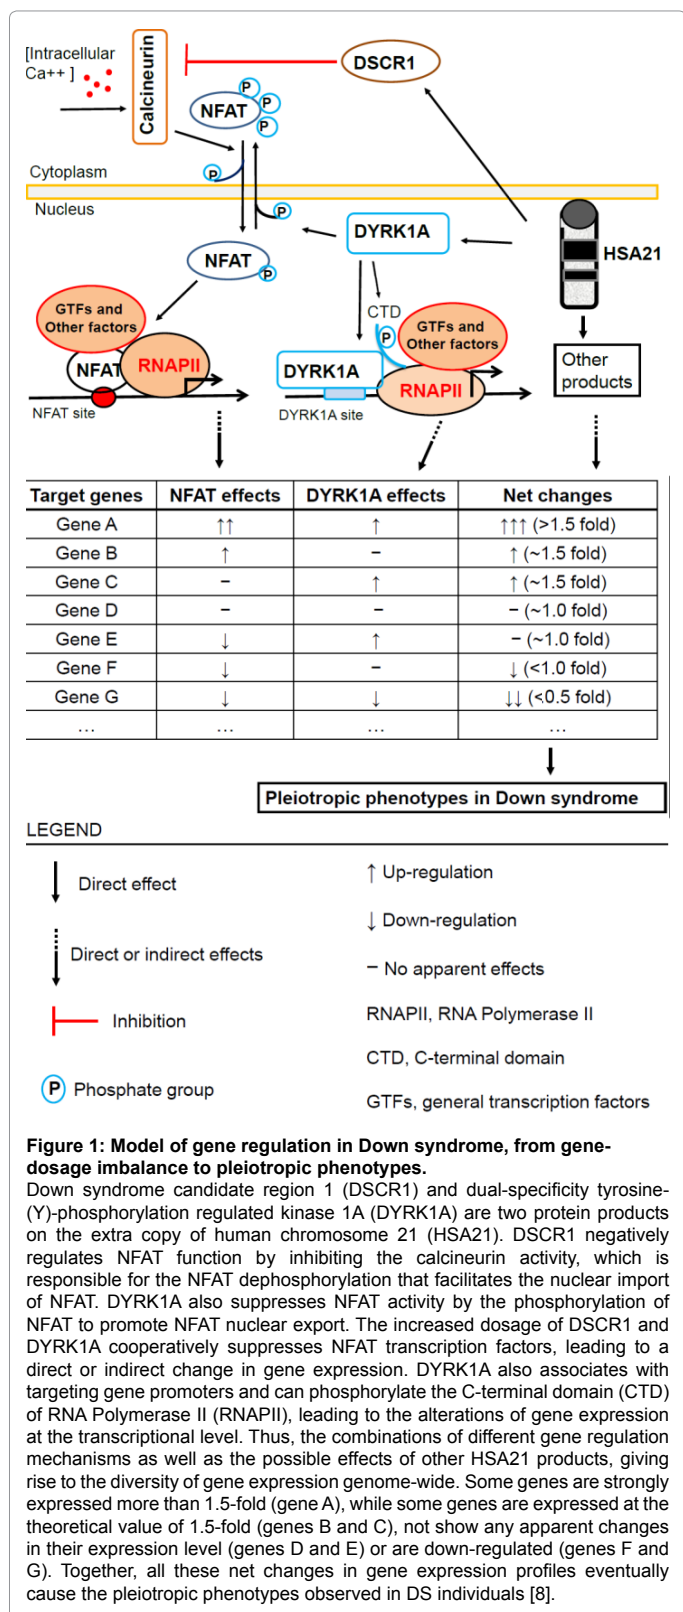 [Intracellular
Ca++ ]
Calcineurin
DSCR1
P
P
P
NFAT
P
Cytoplasm
Nucleus
P
DYRK1A
HSA21
NFAT
P
CTD
GTFs and
Other factors
P
GTFs and
Other factors
NFAT
RNAPII
DYRK1A
RNAPII
Other
products
NFAT site
DYRK1A site
Target genes NFAT effects DYRK1A effects Net changes
Gene A ↑↑ ↑ ↑↑↑ (>1.5 fold)
Gene B ↑ – ↑ (~1.5 fold)
Gene C – ↑ ↑ (~1.5 fold)
Gene D – – – (~1.0 fold)
Gene E ↓ ↑ – (~1.0 fold)
Gene F ↓ – ↓ (<1.0 fold)
Gene G ↓ ↓ ↓↓ (<0.5 fold)
... ... ... ...
Pleiotropic phenotypes in Down syndrome
LEGEND
Direct effect
Direct or indirect effects
Inhibition
P Phosphate group
↑ Up-regulation
↓ Down-regulation
– No apparent effects
RNAPII, RNA Polymerase II
CTD, C-terminal domain
GTFs, general transcription factors
Figure 1: Model of gene regulation in Down syndrome, from gene-
dosage imbalance to pleiotropic phenotypes.
Down syndrome candidate region 1 (DSCR1) and dual-specificity tyrosine-
(Y)-phosphorylation regulated kinase 1A (DYRK1A) are two protein products
on the extra copy of human chromosome 21 (HSA21). DSCR1 negatively
regulates NFAT function by inhibiting the calcineurin activity, which is
responsible for the NFAT dephosphorylation that facilitates the nuclear import
of NFAT. DYRK1A also suppresses NFAT activity by the phosphorylation of
NFAT to promote NFAT nuclear export. The increased dosage of DSCR1 and
DYRK1A cooperatively suppresses NFAT transcription factors, leading to a
direct or indirect change in gene expression. DYRK1A also associates with
targeting gene promoters and can phosphorylate the C-terminal domain (CTD)
of RNA Polymerase II (RNAPII), leading to the alterations of gene expression
at the transcriptional level. Thus, the combinations of different gene regulation
mechanisms as well as the possible effects of other HSA21 products, giving
rise to the diversity of gene expression genome-wide. Some genes are strongly
expressed more than 1.5-fold (gene A), while some genes are expressed at the
theoretical value of 1.5-fold (genes B and C), not show any apparent changes
in their expression level (genes D and E) or are down-regulated (genes F and
G). Together, all these net changes in gene expression profiles eventually
cause the pleiotropic phenotypes observed in DS individuals [8].